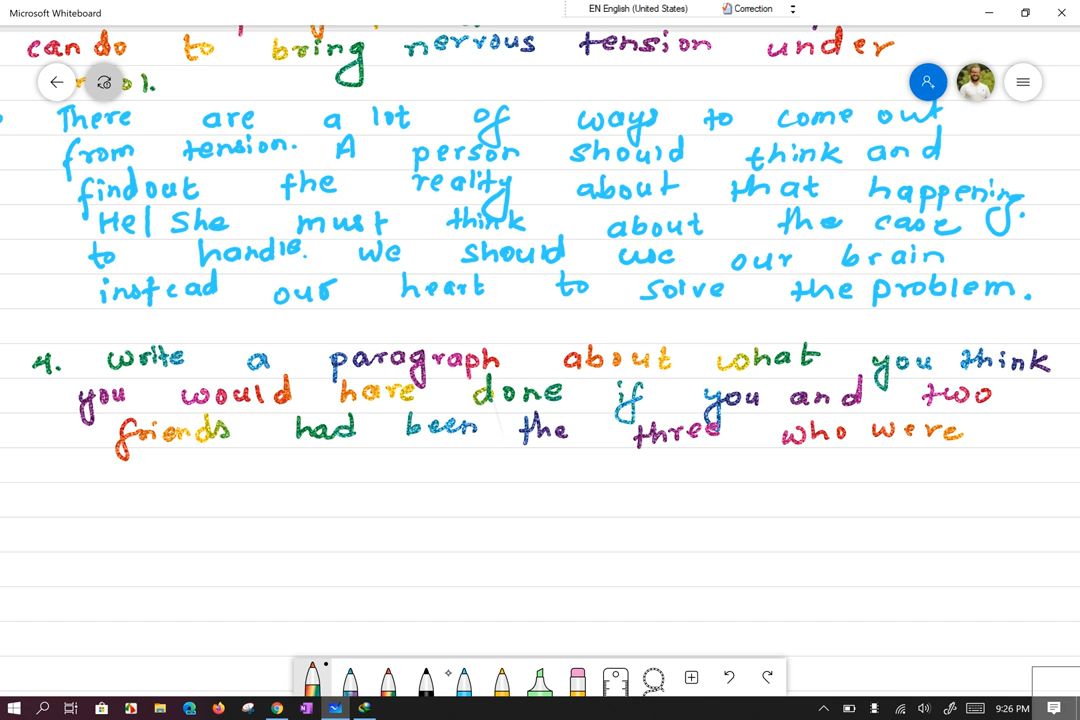 Microsoft Whiteboard
EN English (United States) Correction
can do to bring nervous tension under
There are a lot of ways to come out
from tension. A person should think and
findout the reality about that happening.
He/ She must think about the case
to handle. We should use our brain
instead our heart to solve the problem.
4. Write a paragraph about what you think
you would have done if you and two
friends had been the three who were
9:26 PM